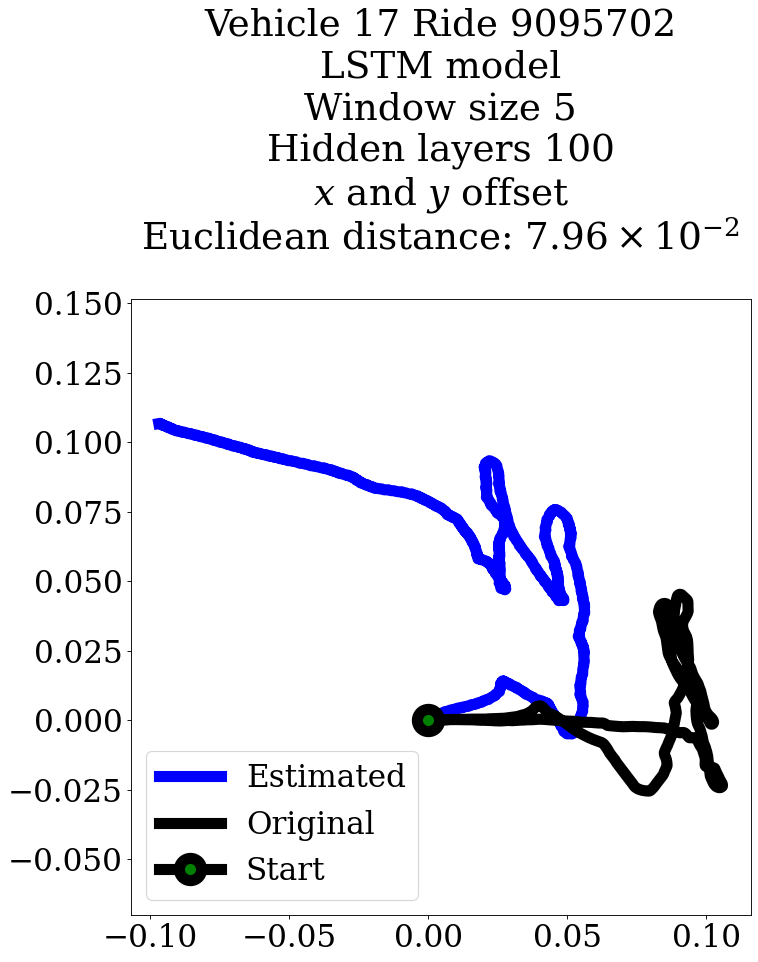 Vehicle 17 Ride 9095702
LSTM model
Window size 5
Hidden layers 100
x and y offset
Euclidean distance: 7.96 × 10⁻²
0.150
0.125
0.100
0.075
0.050
0.025
0.000
−0.025
−0.050
Estimated
Original
Start
−0.10 −0.05 0.00 0.05 0.10